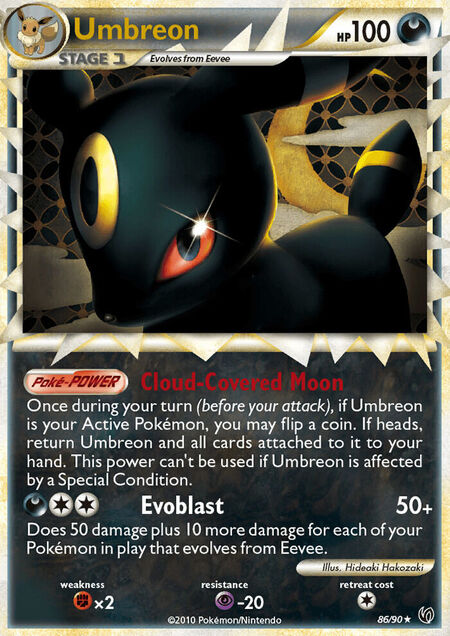 Umbreon
HP100
STAGE 1
Evolves from Eevee
Poké-POWER Cloud-Covered Moon
Once during your turn (before your attack), if Umbreon
is your Active Pokémon, you may flip a coin. If heads,
return Umbreon and all cards attached to it to your
hand. This power can't be used if Umbreon is affected
by a Special Condition.
Evoblast 50+
Does 50 damage plus 10 more damage for each of your
Pokémon in play that evolves from Eevee.
Illus. Hideaki Hakozaki
weakness resistance retreat cost
×2 -20
©2010 Pokémon/Nintendo 86/90★